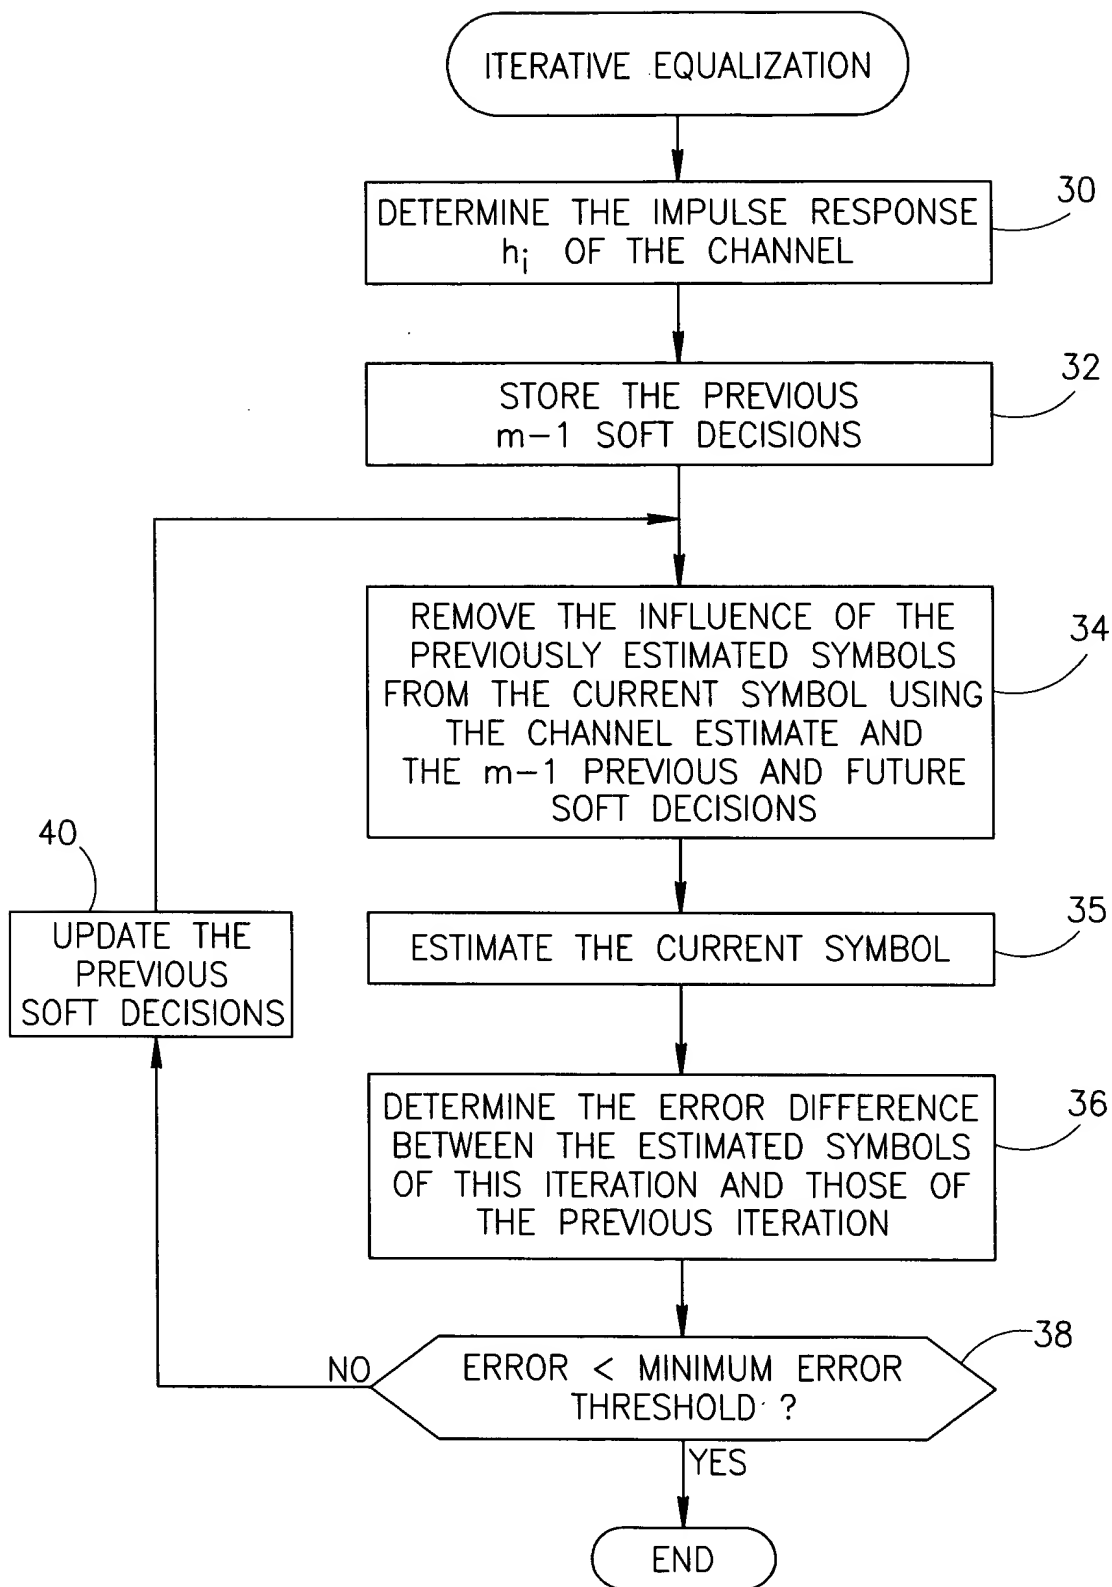 ITERATIVE EQUALIZATION
DETERMINE THE IMPULSE RESPONSE
hi OF THE CHANNEL
30
STORE THE PREVIOUS
m-1 SOFT DECISIONS
32
REMOVE THE INFLUENCE OF THE
PREVIOUSLY ESTIMATED SYMBOLS
FROM THE CURRENT SYMBOL USING
THE CHANNEL ESTIMATE AND
THE m-1 PREVIOUS AND FUTURE
SOFT DECISIONS
34
40
UPDATE THE
PREVIOUS
SOFT DECISIONS
ESTIMATE THE CURRENT SYMBOL
35
DETERMINE THE ERROR DIFFERENCE
BETWEEN THE ESTIMATED SYMBOLS
OF THIS ITERATION AND THOSE OF
THE PREVIOUS ITERATION
36
NO
ERROR < MINIMUM ERROR
THRESHOLD ?
38
YES
END